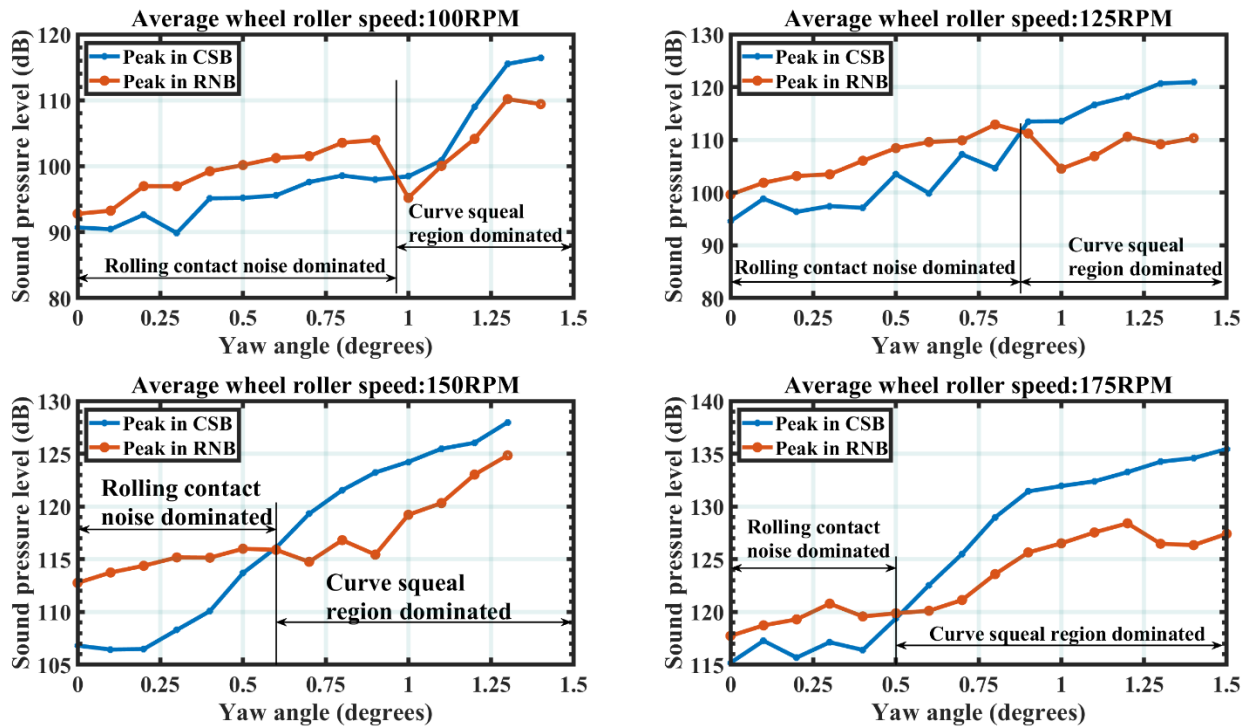 Average wheel roller speed:100RPM
Sound pressure level (dB)
120
110
100
90
80
Peak in CSB
Peak in RNB
Curve squeal
region dominated
Rolling contact noise dominated
0 0.25 0.5 0.75 1 1.25 1.5
Yaw angle (degrees)
Average wheel roller speed:125RPM
Sound pressure level (dB)
130
120
110
100
90
80
Peak in CSB
Peak in RNB
Curve squeal
region dominated
Rolling contact noise dominated
0 0.25 0.5 0.75 1 1.25 1.5
Yaw angle (degrees)
Average wheel roller speed:150RPM
Sound pressure level (dB)
130
125
120
115
110
105
Peak in CSB
Peak in RNB
Rolling contact
noise dominated
Curve squeal
region dominated
0 0.25 0.5 0.75 1 1.25 1.5
Yaw angle (degrees)
Average wheel roller speed:175RPM
Sound pressure level (dB)
140
135
130
125
120
115
Peak in CSB
Peak in RNB
Rolling contact
noise dominated
Curve squeal region dominated
0 0.25 0.5 0.75 1 1.25 1.5
Yaw angle (degrees)